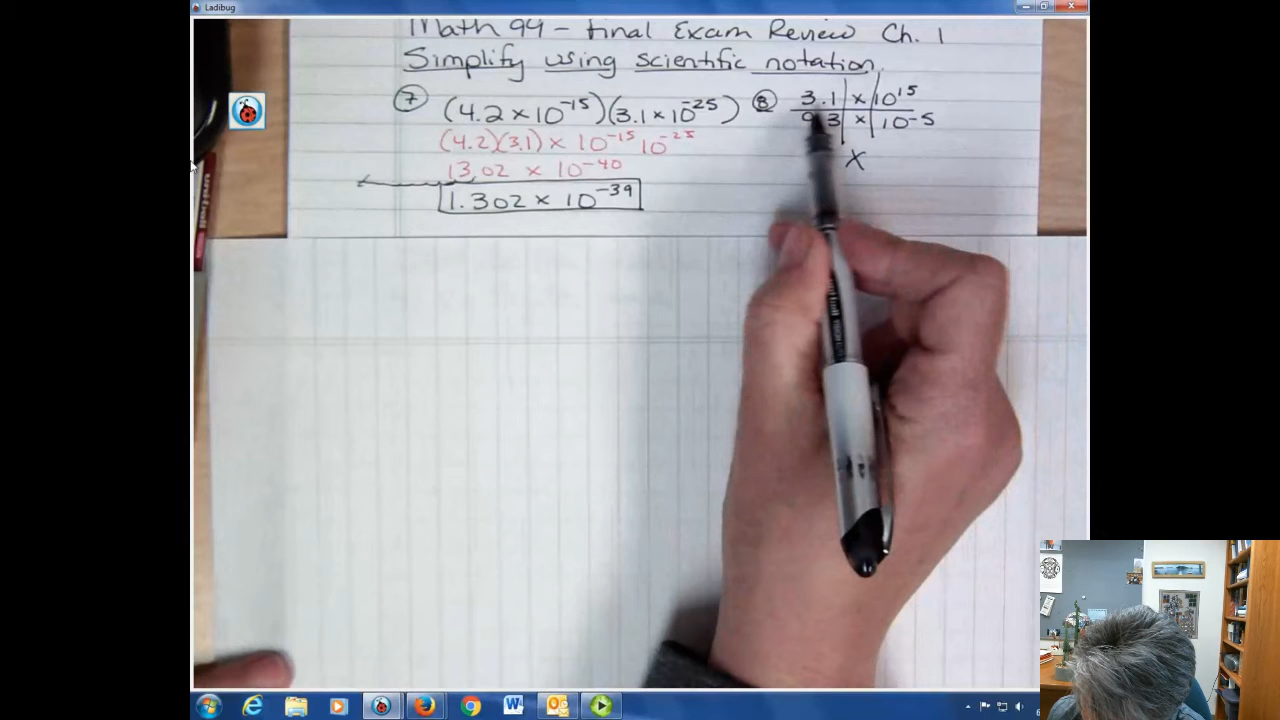 Ladibug
Math 94 - Final Exam Review Ch. 1
Simplify using scientific notation
⑦ (4.2 × 10⁻¹⁵)(3.1 × 10⁻²⁵)
(4.2)(3.1) × 10⁻¹⁵ 10⁻²⁵
13.02 × 10⁻⁴⁰
1.302 × 10⁻³⁹
⑧ 3.1 × 10¹⁵
9.3 × 10⁻⁵
×